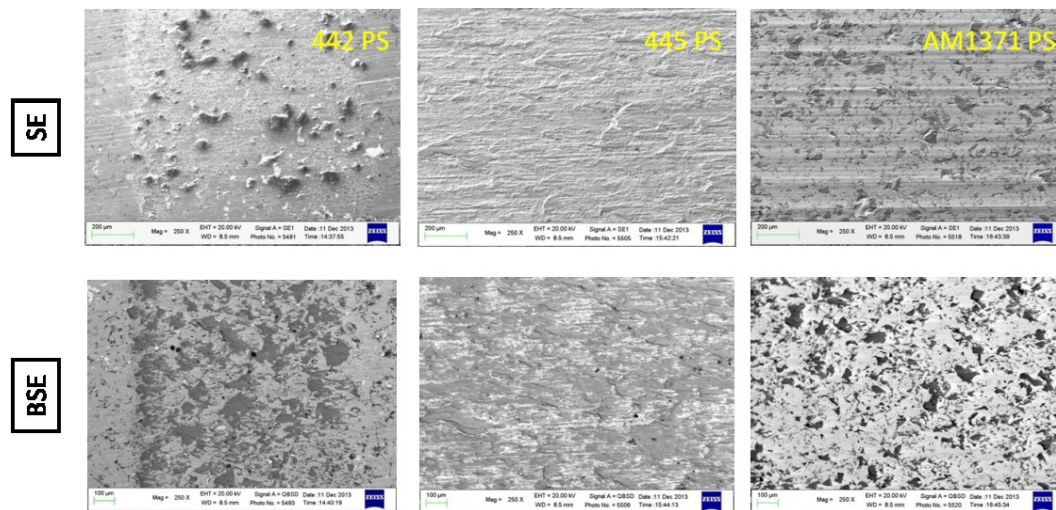 SE
442 PS
445 PS
AM1371 PS
200 µm
Mag = 250 X
EHT = 20.00 kV
WD = 8.5 mm
Signal A = SE1
Photo No. = 5491
Date :11 Dec 2013
Time :14:37:55
ZEISS
200 µm
Mag = 250 X
EHT = 20.00 kV
WD = 8.5 mm
Signal A = SE1
Photo No. = 5505
Date :11 Dec 2013
Time :15:42:21
ZEISS
200 µm
Mag = 250 X
EHT = 20.00 kV
WD = 8.5 mm
Signal A = SE1
Photo No. = 5518
Date :11 Dec 2013
Time :16:43:39
ZEISS
BSE
100 µm
Mag = 250 X
EHT = 20.00 kV
WD = 8.5 mm
Signal A = QBSD
Photo No. = 5493
Date :11 Dec 2013
Time :14:40:19
ZEISS
100 µm
Mag = 250 X
EHT = 20.00 kV
WD = 8.5 mm
Signal A = QBSD
Photo No. = 5506
Date :11 Dec 2013
Time :15:44:13
ZEISS
100 µm
Mag = 250 X
EHT = 20.00 kV
WD = 8.5 mm
Signal A = QBSD
Photo No. = 5520
Date :11 Dec 2013
Time :16:45:34
ZEISS